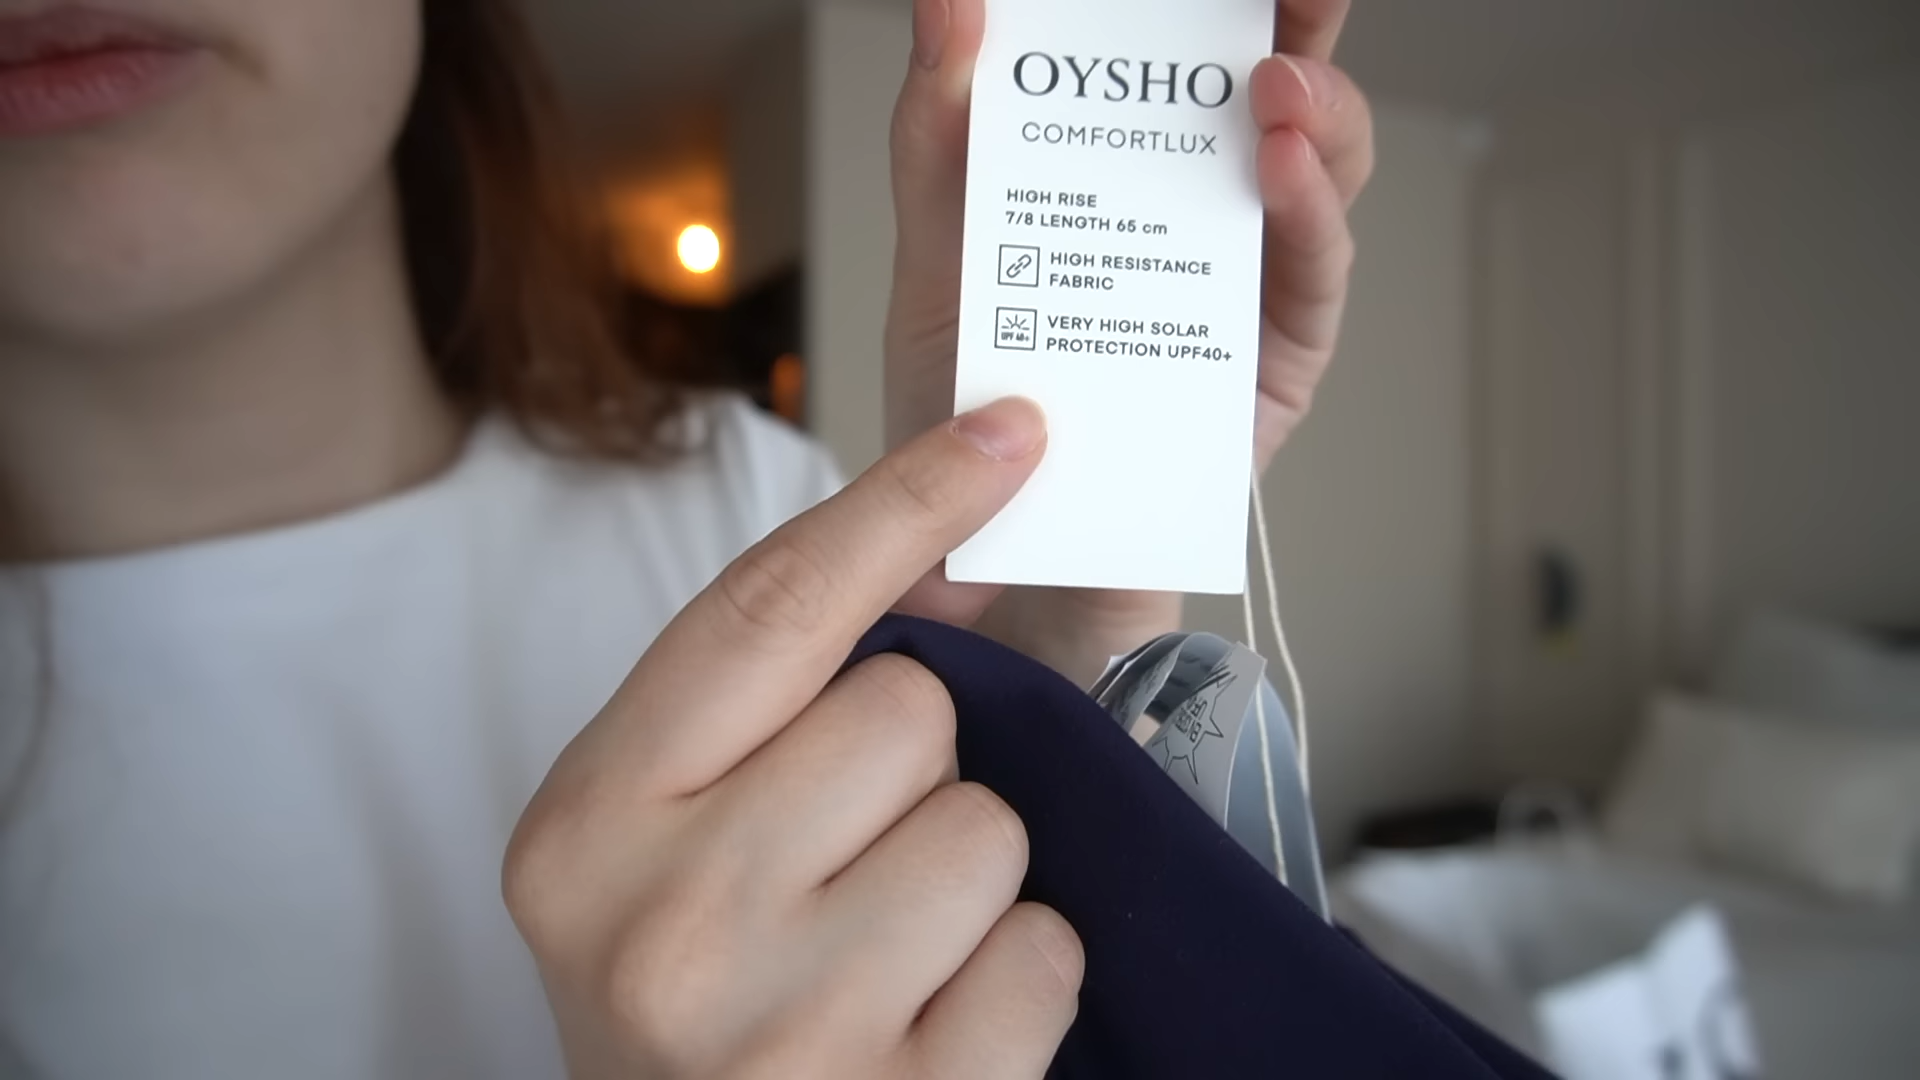 OYSHO
COMFORTLUX
HIGH RISE
7/8 LENGTH 65 cm
HIGH RESISTANCE
FABRIC
UPF 40+
VERY HIGH SOLAR
PROTECTION UPF40+